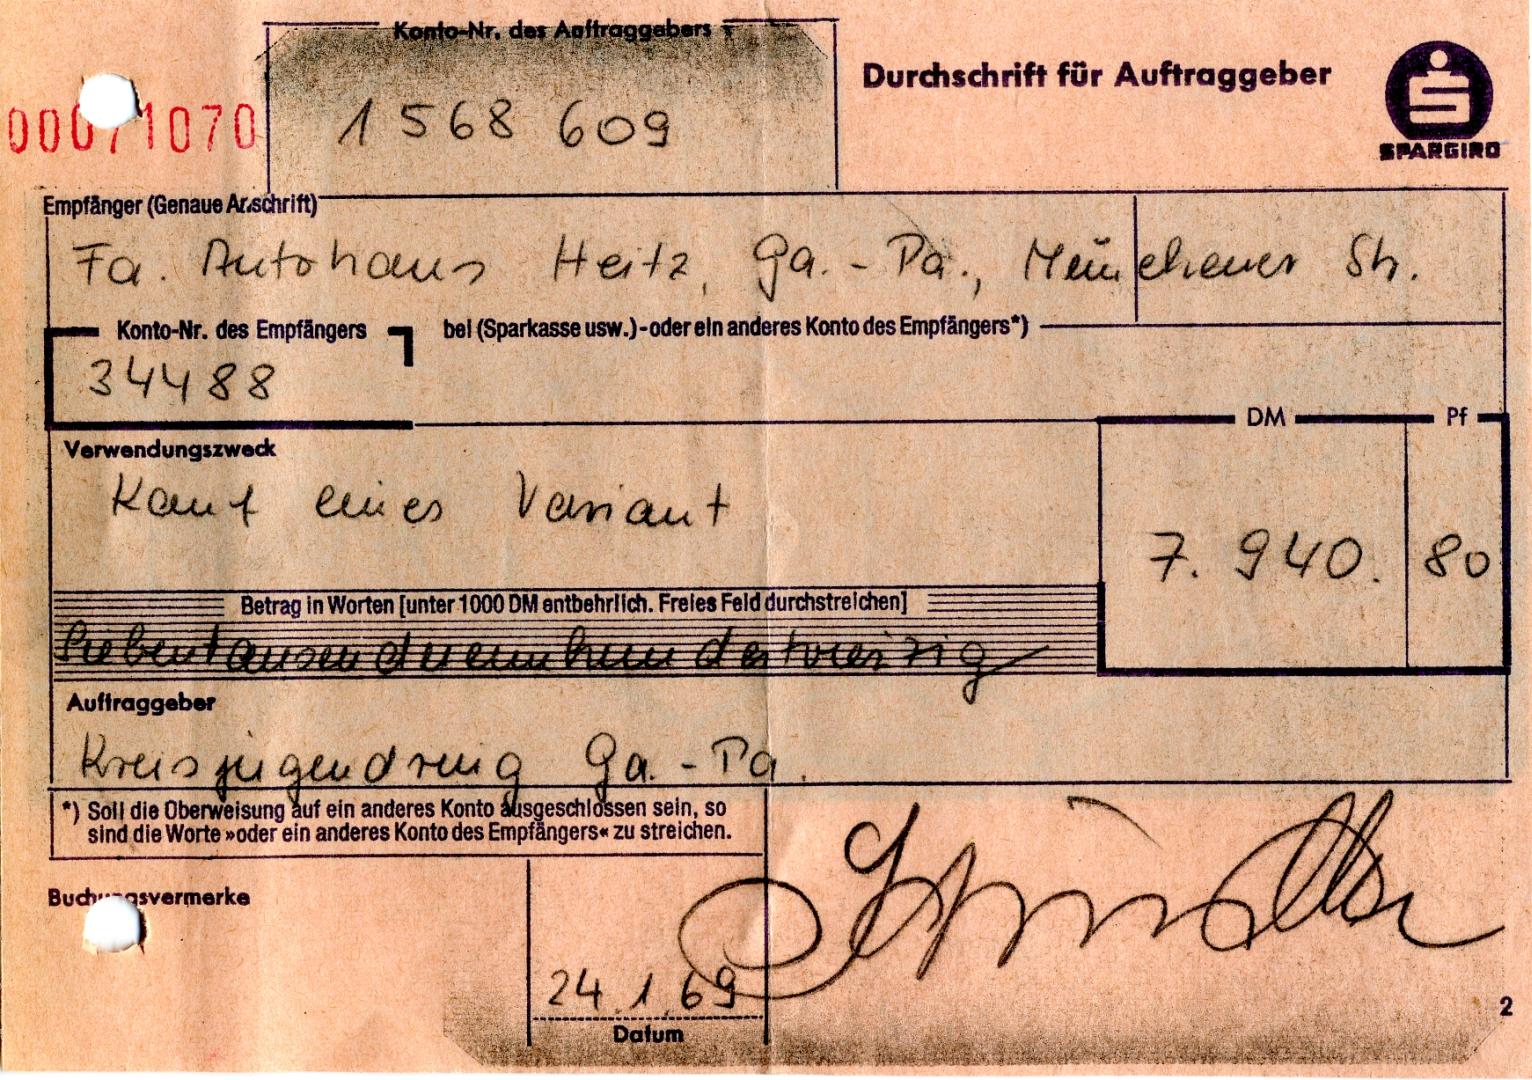 Konto-Nr. des Auftraggebers
Durchschrift für Auftraggeber
00071070
1 568 609
SPARGIRO
Empfänger (Genaue Anschrift)
Fa. Autohaus Heitz, Ga.-Pa., Münchener Str.
Konto-Nr. des Empfängers
bei (Sparkasse usw.)-oder ein anderes Konto des Empfängers*)
34488
DM Pf
Verwendungszweck
Kauf eines Variant
7. 940. 80
Betrag in Worten [unter 1000 DM entbehrlich. Freies Feld durchstreichen]
Siebentausendneunhundertvierzig
Auftraggeber
Kreisjugendring Ga.-Pa.
*) Soll die Überweisung auf ein anderes Konto ausgeschlossen sein, so
sind die Worte »oder ein anderes Konto des Empfängers« zu streichen.
Buchungsvermerke
24.1.69
Datum
2